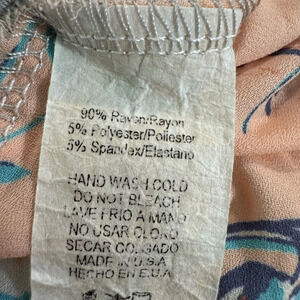 90% Rayon/Rayon
5% Polyester/Poliester
5% Spandex/Elastano
HAND WASH COLD
DO NOT BLEACH
LAVE FRIO A MANO
NO USAR CLORO
SECAR COLGADO
MADE IN U.S.A
HECHO EN E.U.A